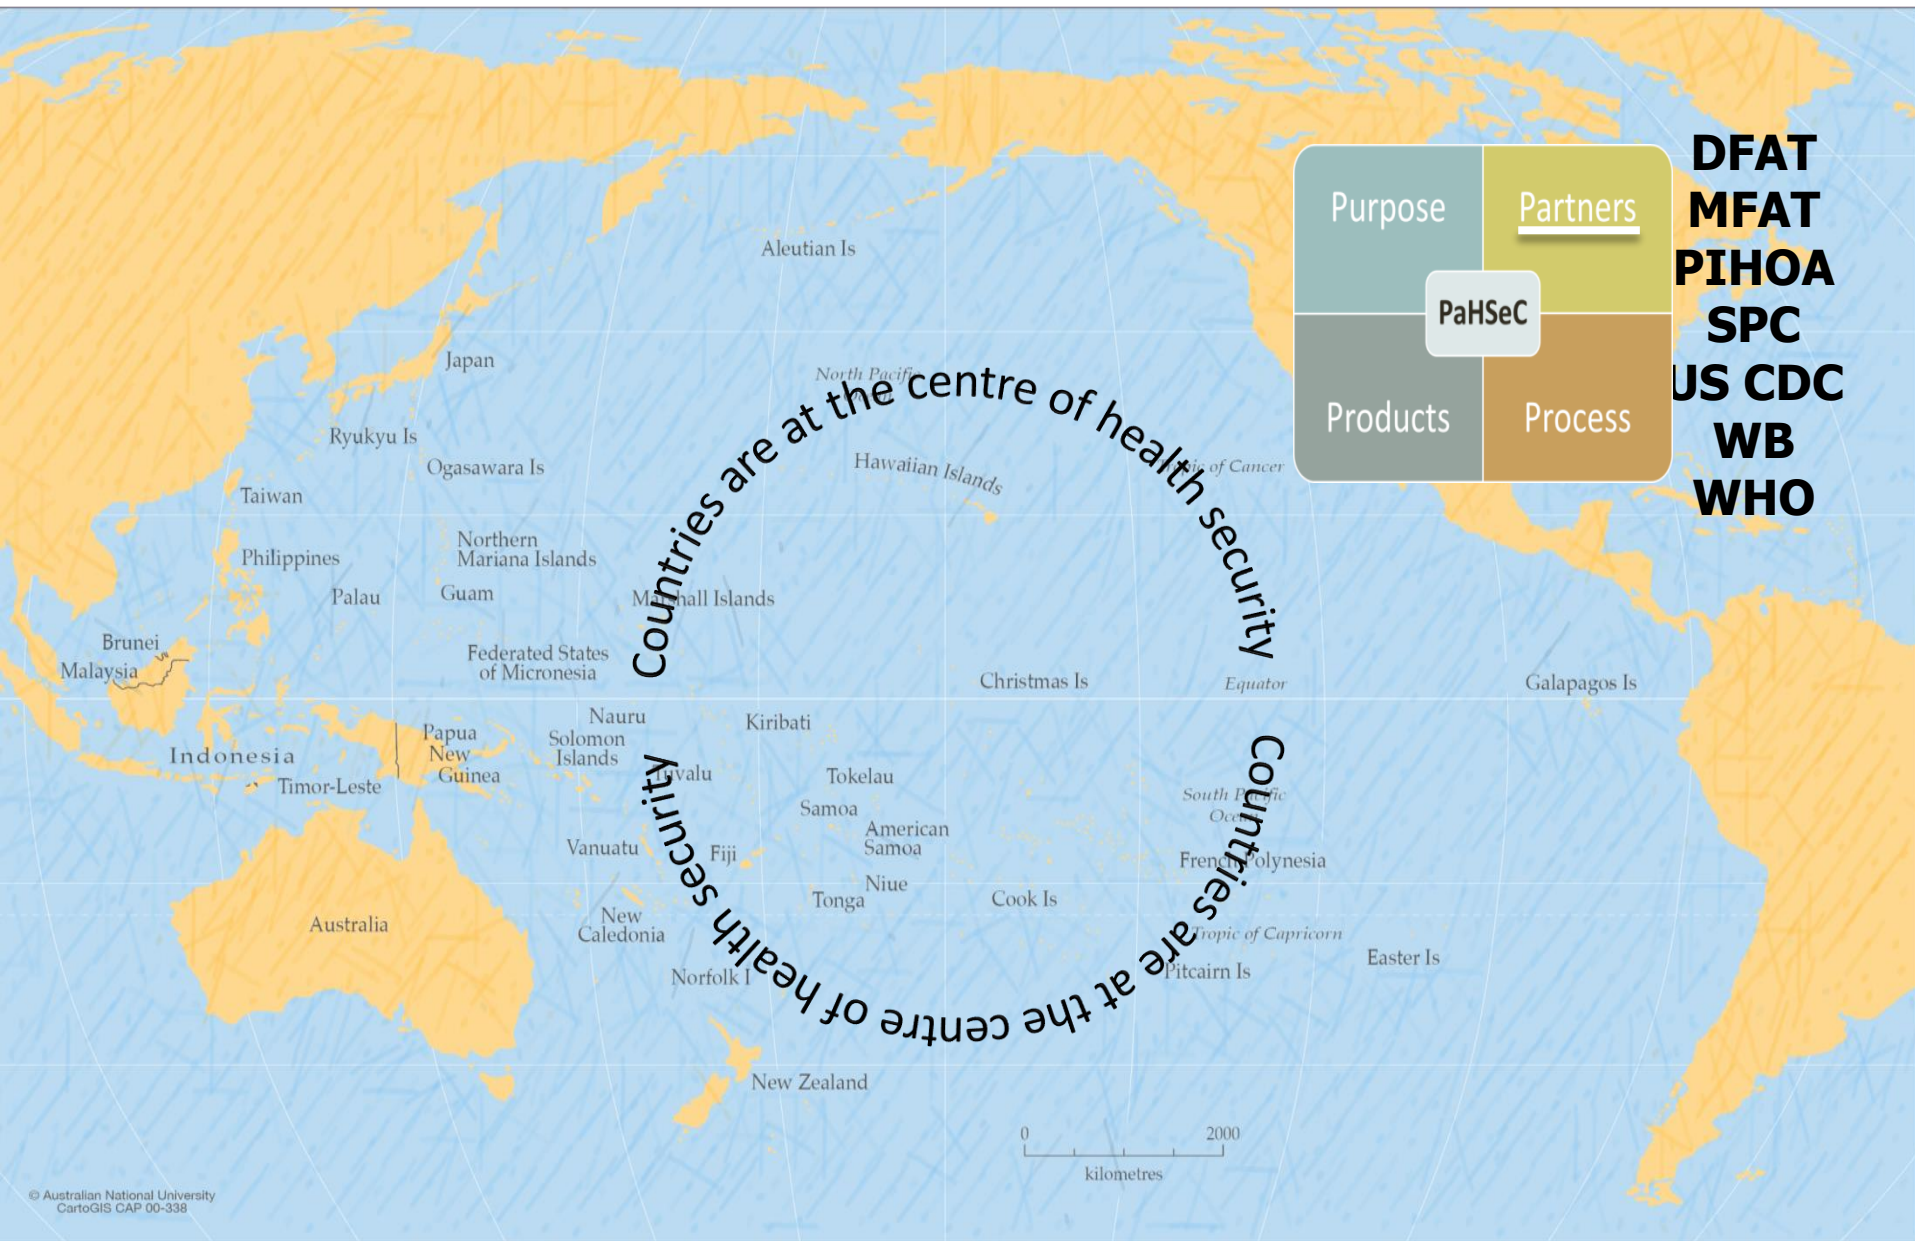 DFAT
MFAT
PIHOA
SPC
US CDC
WB
WHO
Purpose
Partners
PaHSeC
Products
Process
Countries are at the centre of health security
Countries are at the centre of health security
Aleutian Is
Japan
North Pacific
Ryukyu Is
Ogasawara Is
Hawaiian Islands
Tropic of Cancer
Taiwan
Northern
Mariana Islands
Philippines
Palau
Guam
Marshall Islands
Brunei
Malaysia
Federated States
of Micronesia
Christmas Is
Equator
Galapagos Is
Nauru
Kiribati
Papua
New
Guinea
Solomon
Islands
Indonesia
Timor-Leste
Tuvalu
Tokelau
Samoa
American
Samoa
South Pacific
Ocean
Vanuatu
Fiji
French Polynesia
Niue
Tonga
Cook Is
New
Caledonia
Australia
Tropic of Capricorn
Norfolk I
Pitcairn Is
Easter Is
New Zealand
0 2000
kilometres
© Australian National University
CartoGIS CAP 00-338